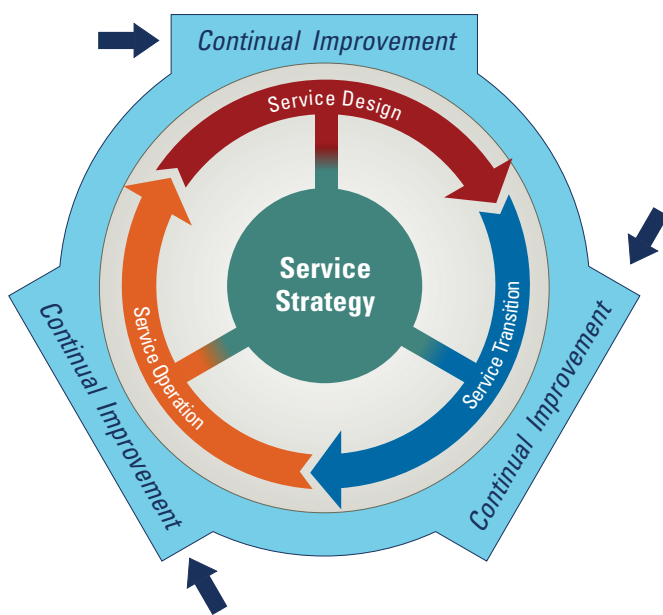 Continual Improvement
Service Design
Service
Strategy
Service Transition
Service Operation
Continual Improvement
Continual Improvement